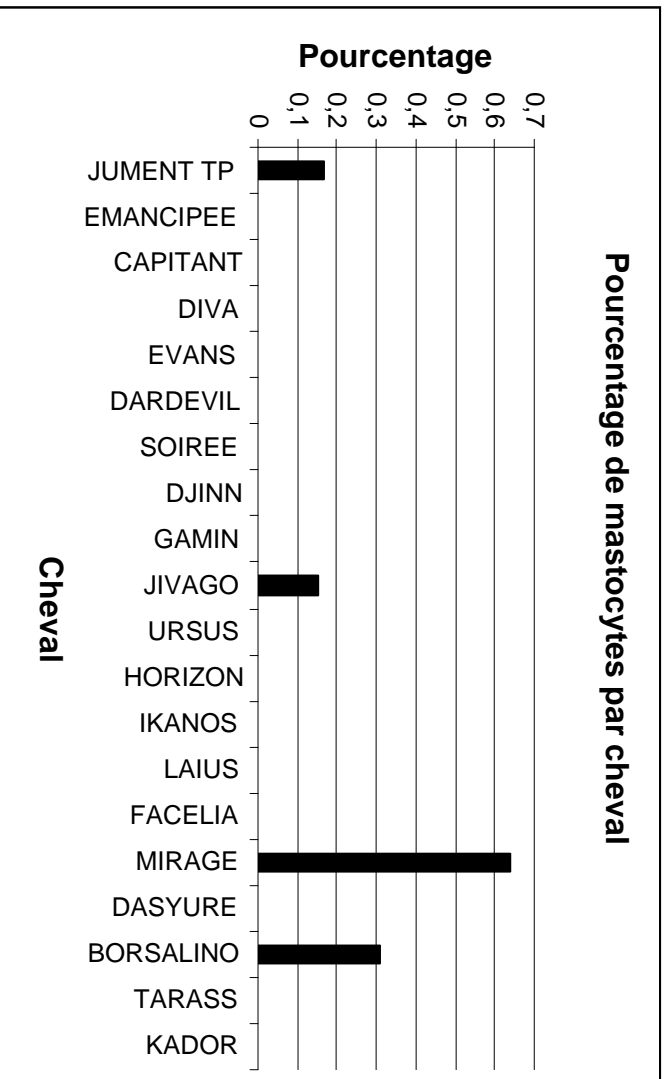 Pourcentage de mastocytes par cheval
Pourcentage
0,7
0,6
0,5
0,4
0,3
0,2
0,1
0
JUMENT TP
EMANCIPEE
CAPITANT
DIVA
EVANS
DARDEVIL
SOIREE
DJINN
GAMIN
JIVAGO
URSUS
HORIZON
IKANOS
LAIUS
FACELIA
MIRAGE
DASYURE
BORSALINO
TARASS
KADOR
Cheval